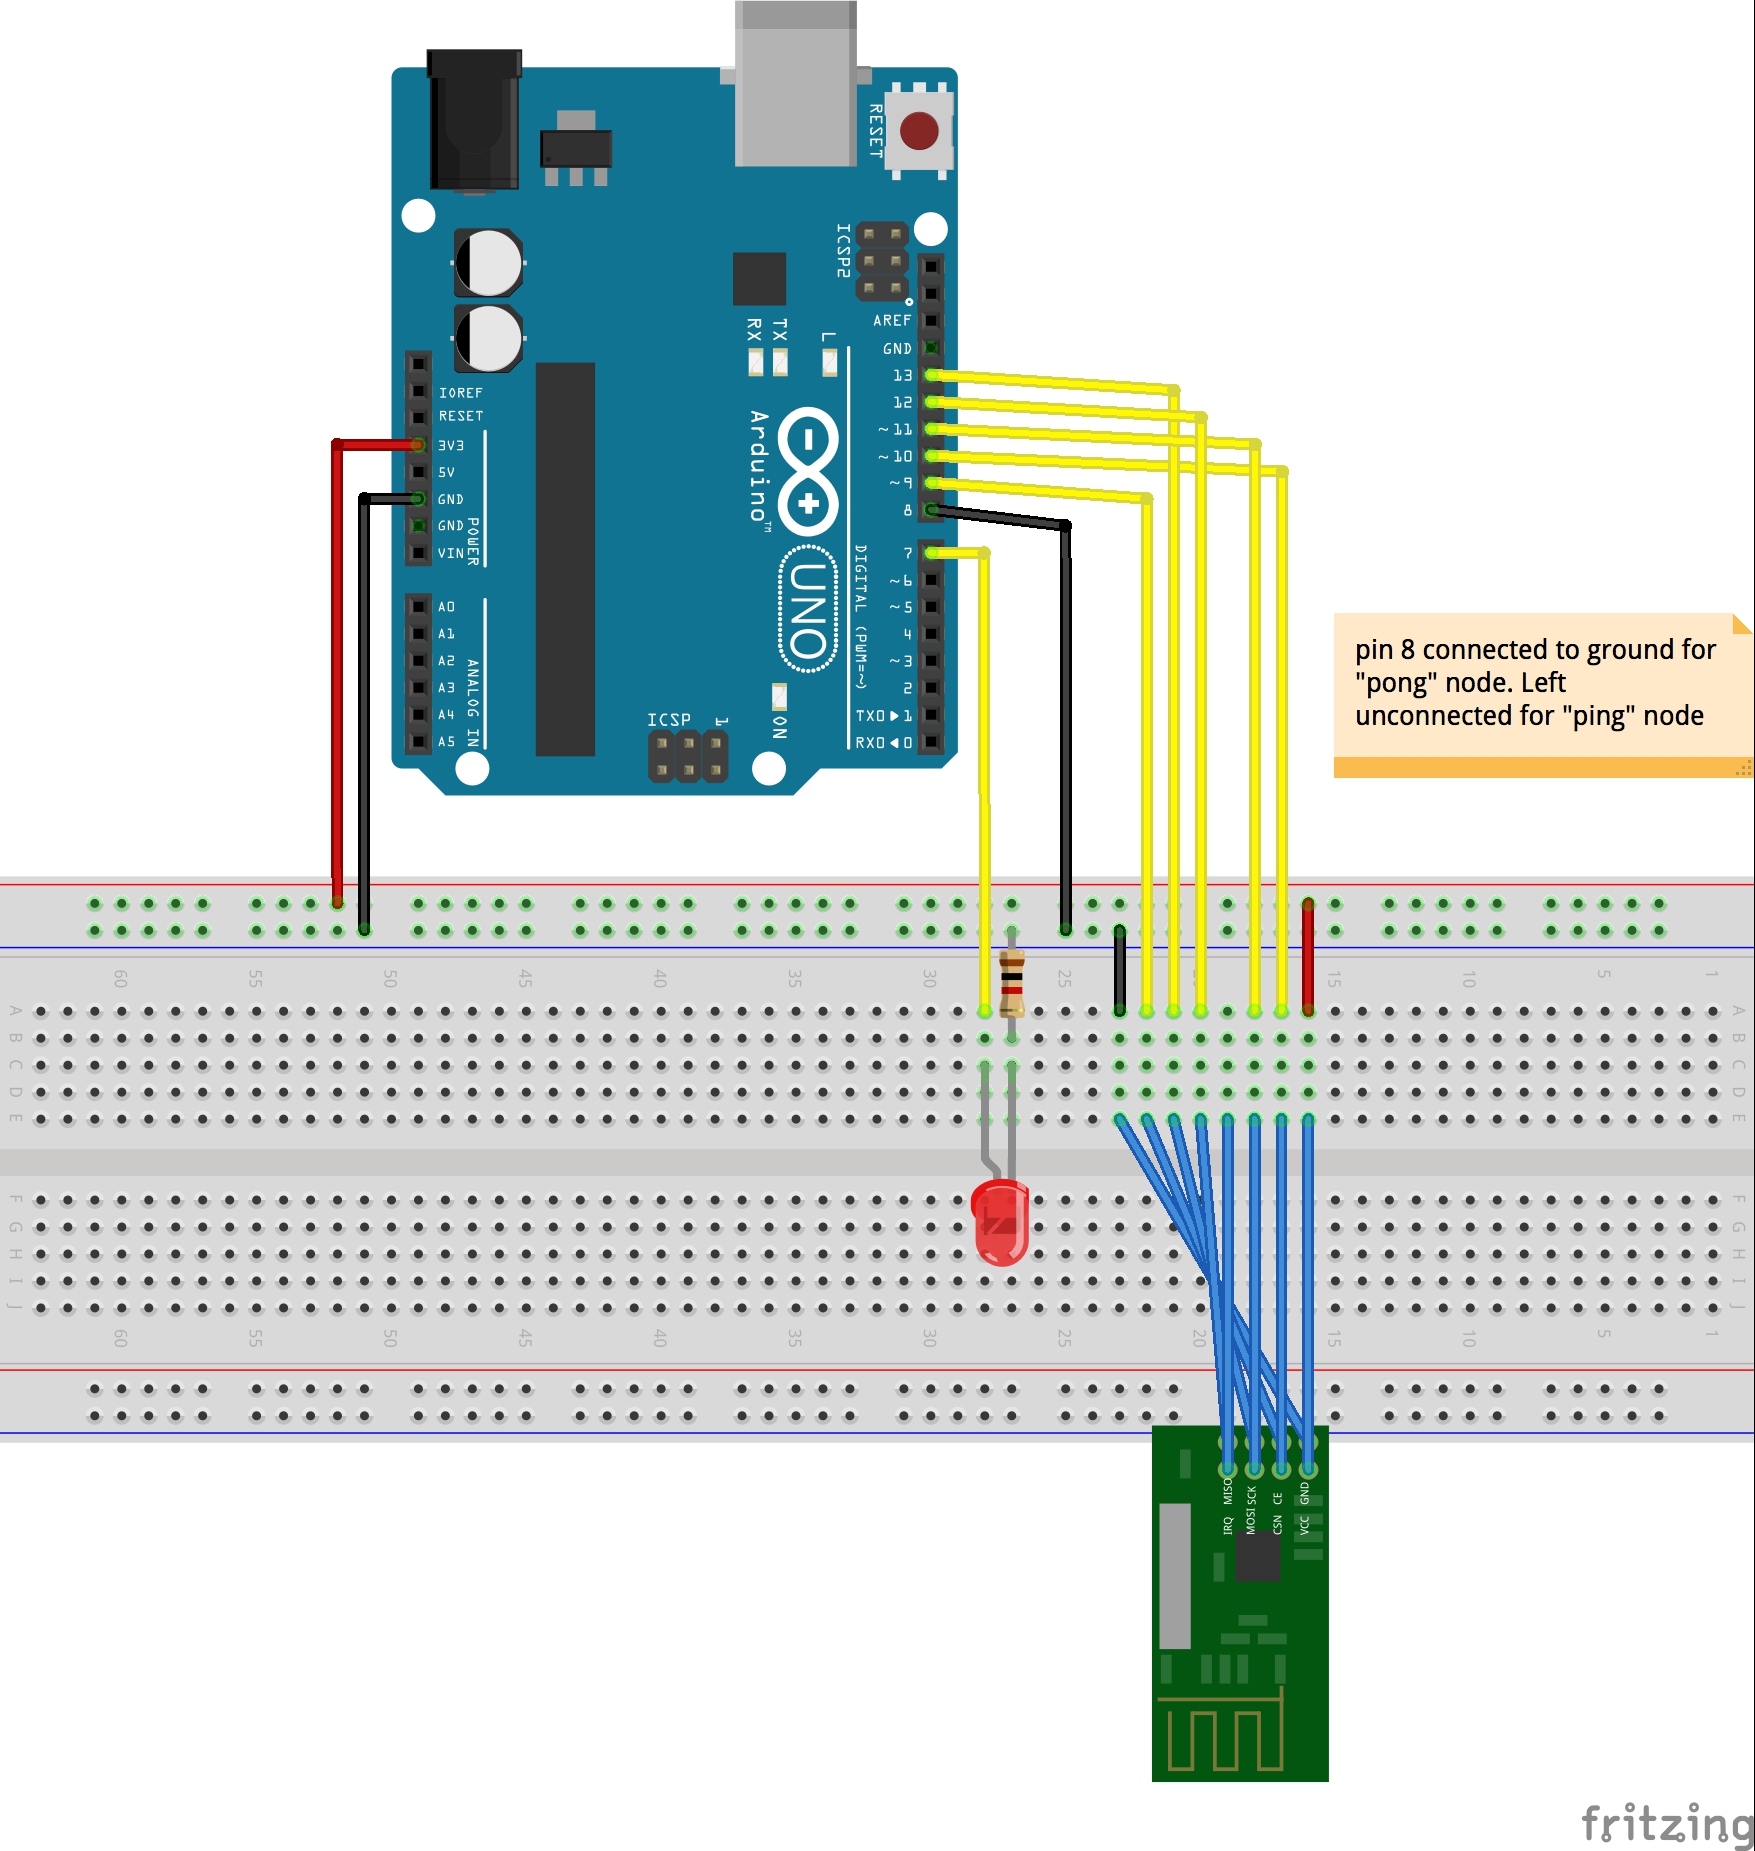 RESET
ICSP2
AREF
GND
13
12
~11
~10
~9
8
7
~6
~5
4
~3
2
TX0▶1
RX0◀0
RX
TX
L
IOREF
RESET
3V3
5V
GND
GND
VIN
POWER
A0
A1
A2
A3
A4
A5
ANALOG IN
Arduino™
UNO
DIGITAL (PWM=~)
ICSP
1
ON
pin 8 connected to ground for
"pong" node. Left
unconnected for "ping" node
60 55 50 45 40 35 30 25 20 15 10 5 1
A A
B B
C C
D D
E E
F F
G G
H H
I I
J J
60 55 50 45 40 35 30 25 20 15 10 5 1
IRQ MISO
MOSI SCK
CSN CE
VCC GND
fritzing